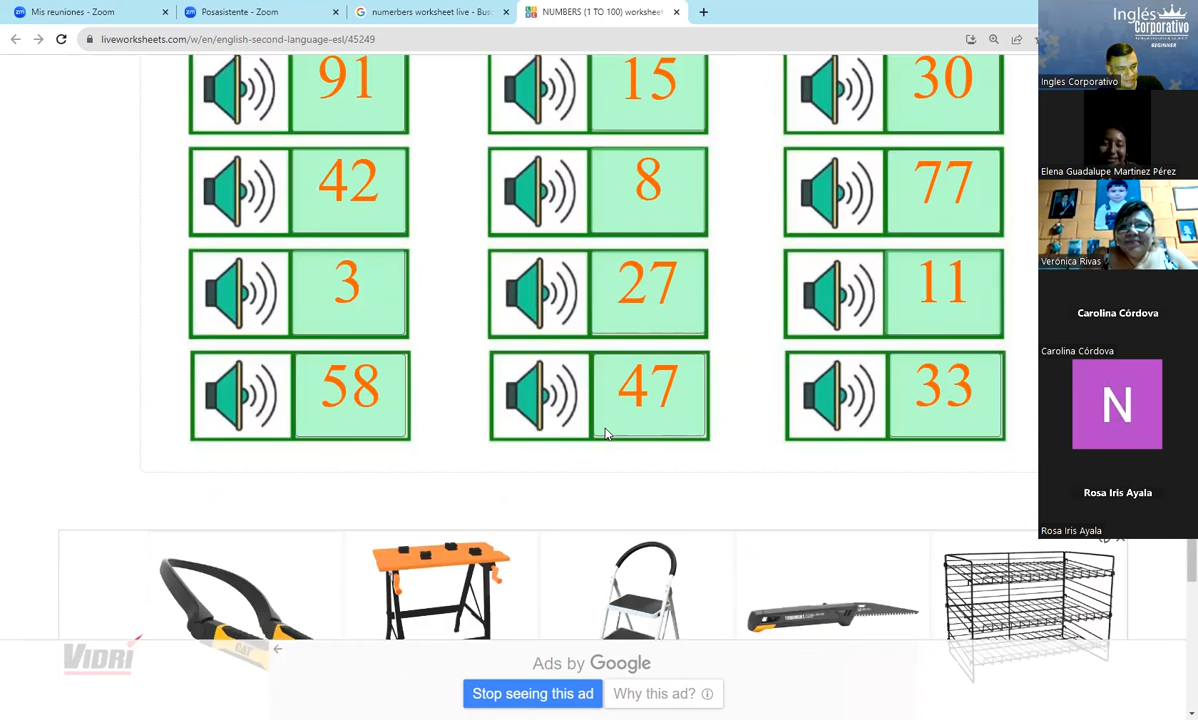 Mis reuniones - Zoom
Posasistente - Zoom
numerbers worksheet live - Bus
NUMBERS (1 TO 100) workshee
liveworksheets.com/w/en/english-second-language-esl/45249
91 15 30
42 8 77
3 27 11
58 47 33
Inglés
Corporativo
BEGINNER
Ingles Corporativo
Elena Guadalupe Martinez Pérez
Verónica Rivas
Carolina Córdova
Carolina Córdova
N
Rosa Iris Ayala
Rosa Iris Ayala
CAT
VIDRI
Ads by Google
Stop seeing this ad
Why this ad?